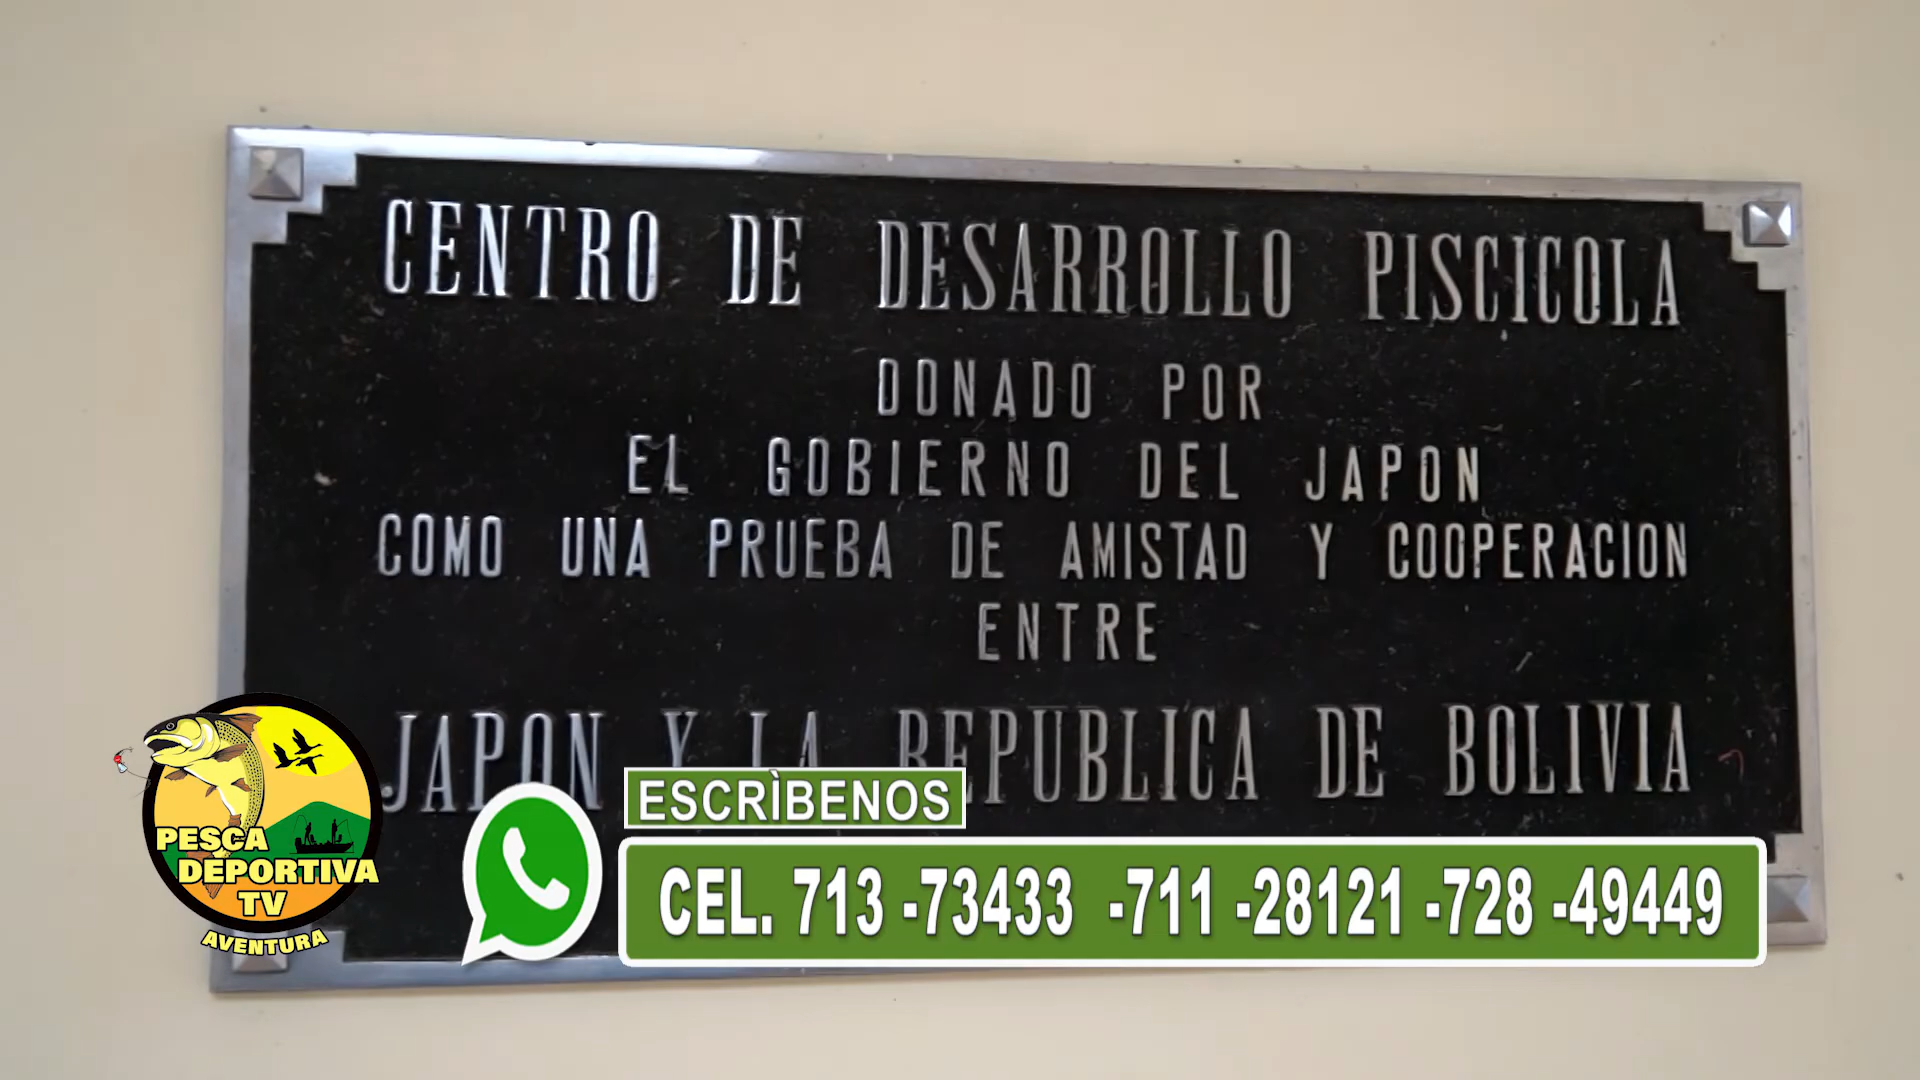 CENTRO DE DESARROLLO PISCICOLA
DONADO POR
EL GOBIERNO DEL JAPON
COMO UNA PRUEBA DE AMISTAD Y COOPERACION
ENTRE
JAPON Y LA REPUBLICA DE BOLIVIA
PESCA
DEPORTIVA
TV
AVENTURA
ESCRÌBENOS
CEL. 713 -73433 -711 -28121 -728 -49449